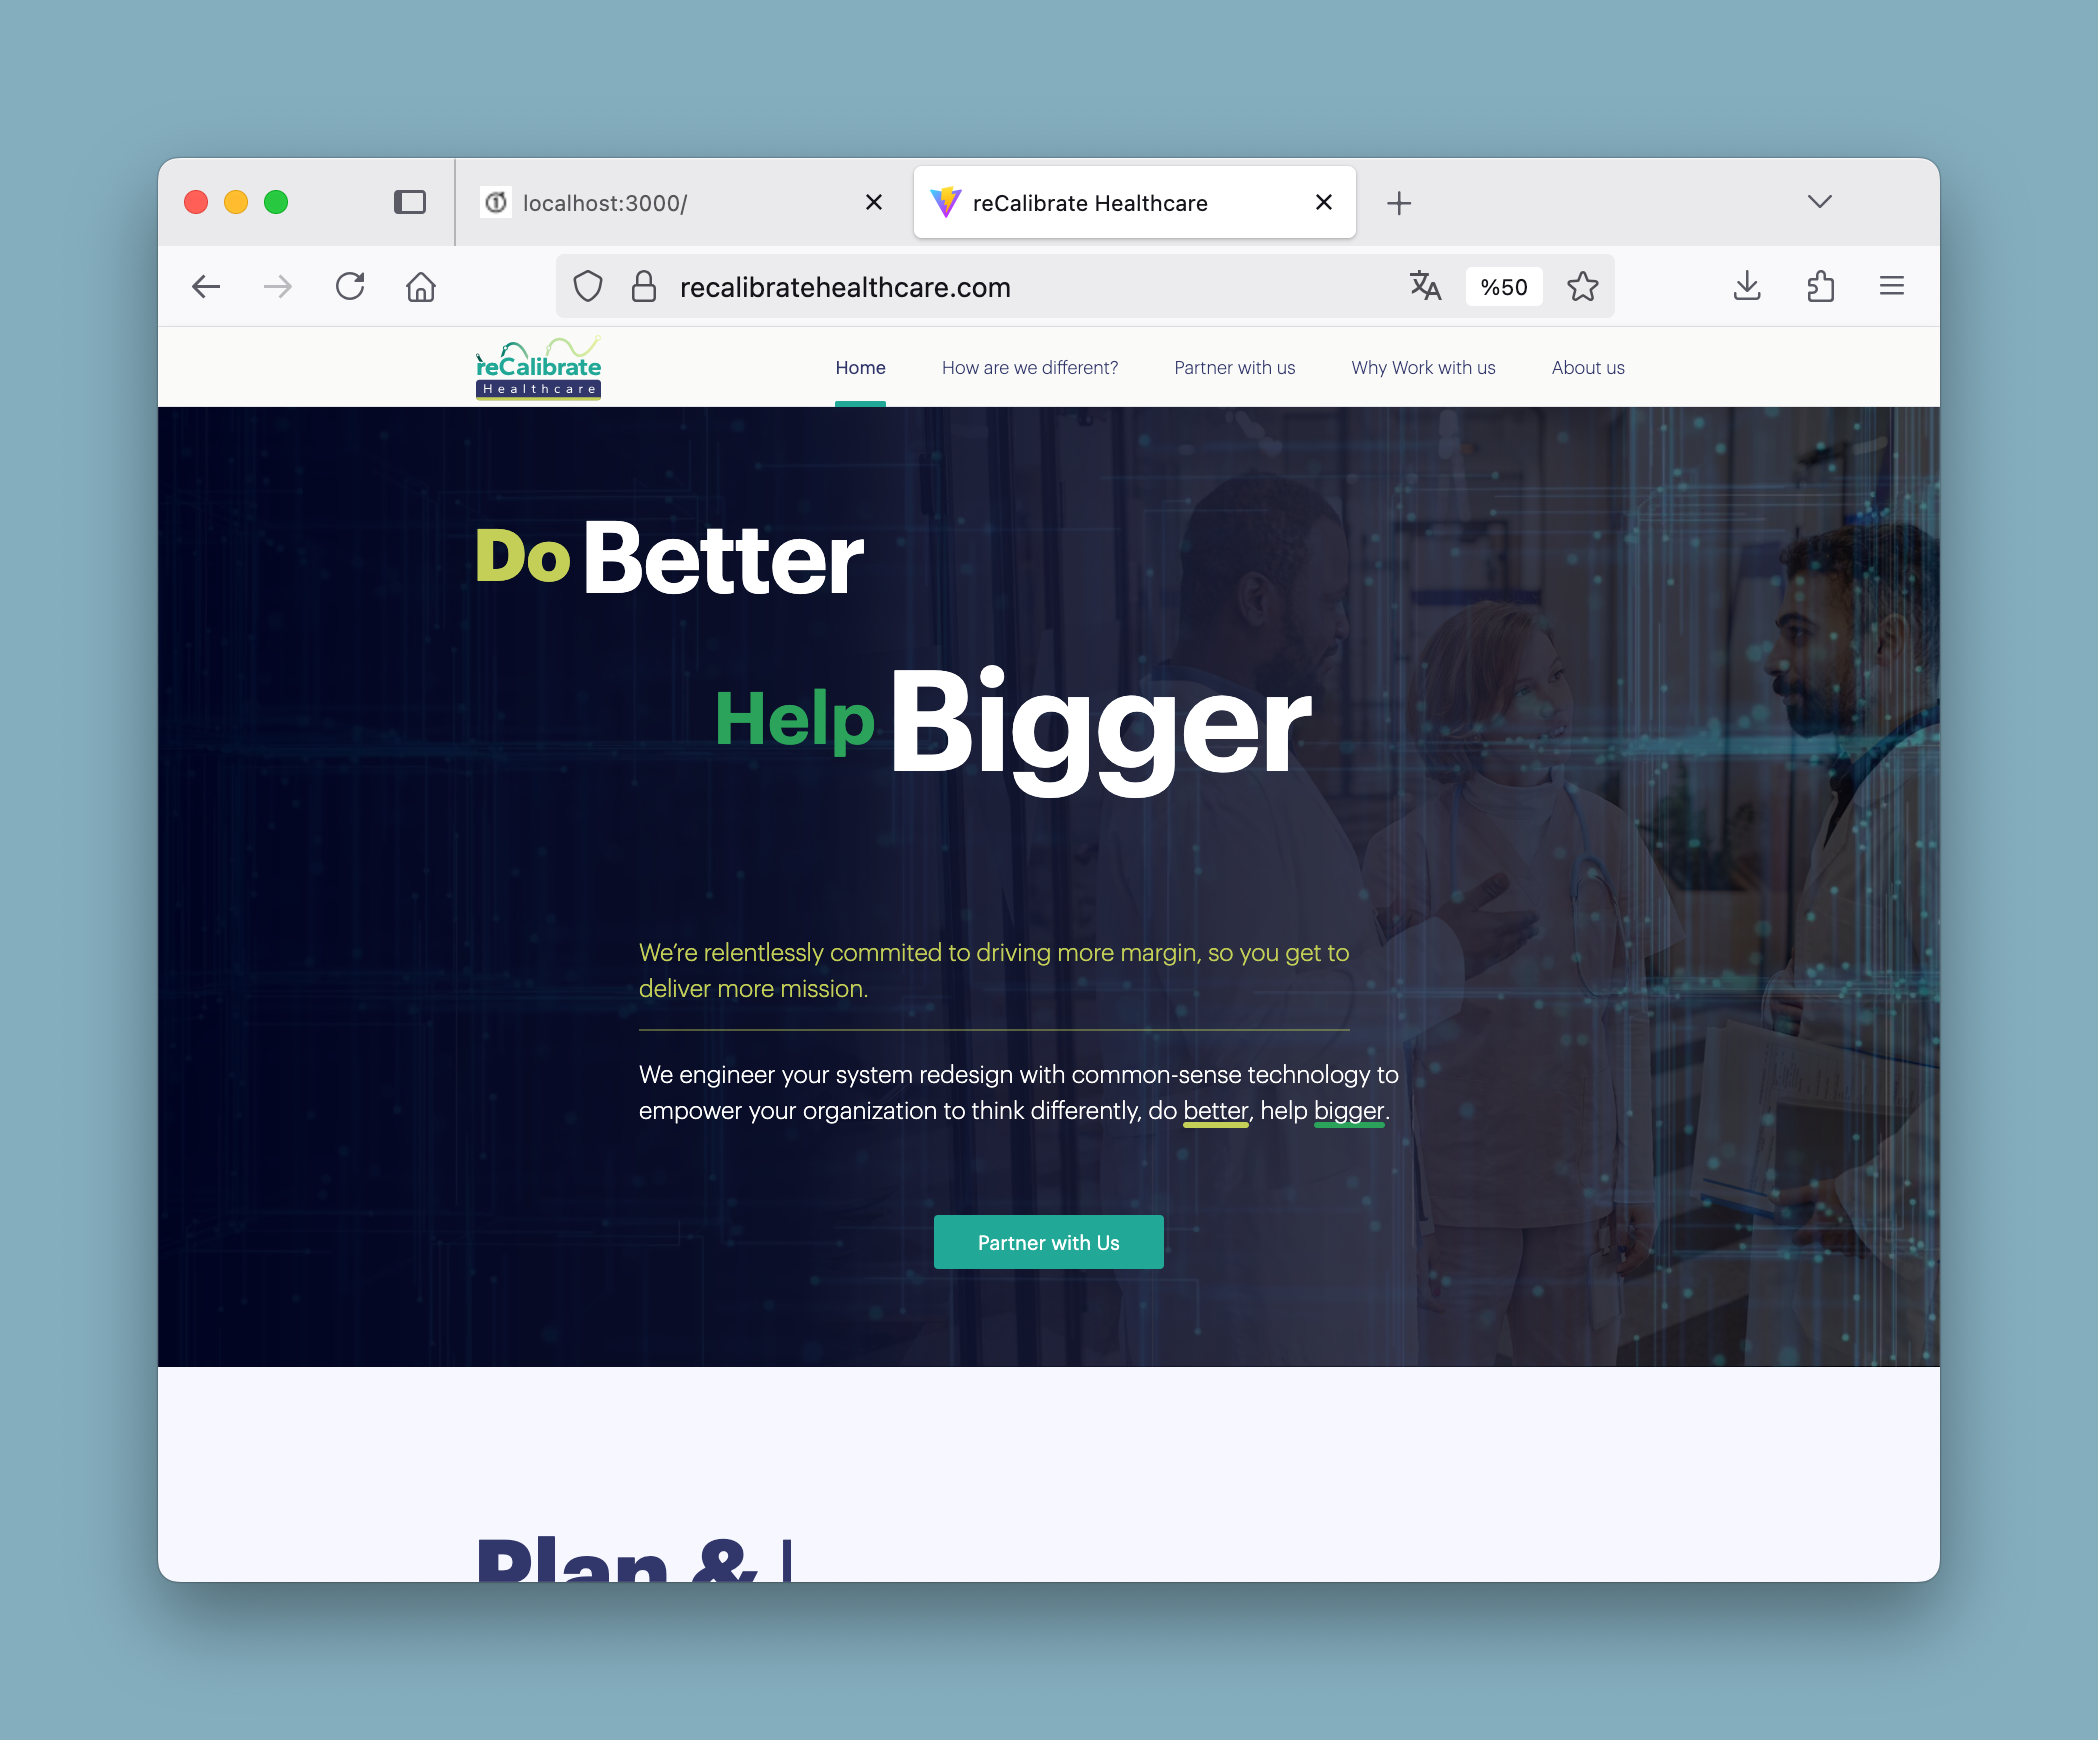 localhost:3000/
reCalibrate Healthcare
recalibratehealthcare.com
%50
reCalibrate
Healthcare
Home How are we different? Partner with us Why Work with us About us
Do Better
Help Bigger
We're relentlessly commited to driving more margin, so you get to
deliver more mission.
We engineer your system redesign with common-sense technology to
empower your organization to think differently, do better, help bigger.
Partner with Us
Plan &